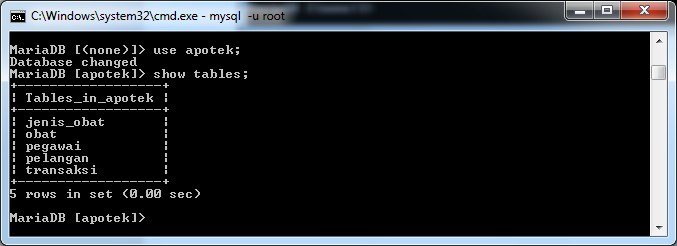 C:\Windows\system32\cmd.exe - mysql -u root
MariaDB [(none)]> use apotek;
Database changed
MariaDB [apotek]> show tables;
+------------------+
| Tables_in_apotek |
+------------------+
| jenis_obat       |
| obat             |
| pegawai          |
| pelangan         |
| transaksi        |
+------------------+
5 rows in set (0.00 sec)
MariaDB [apotek]>